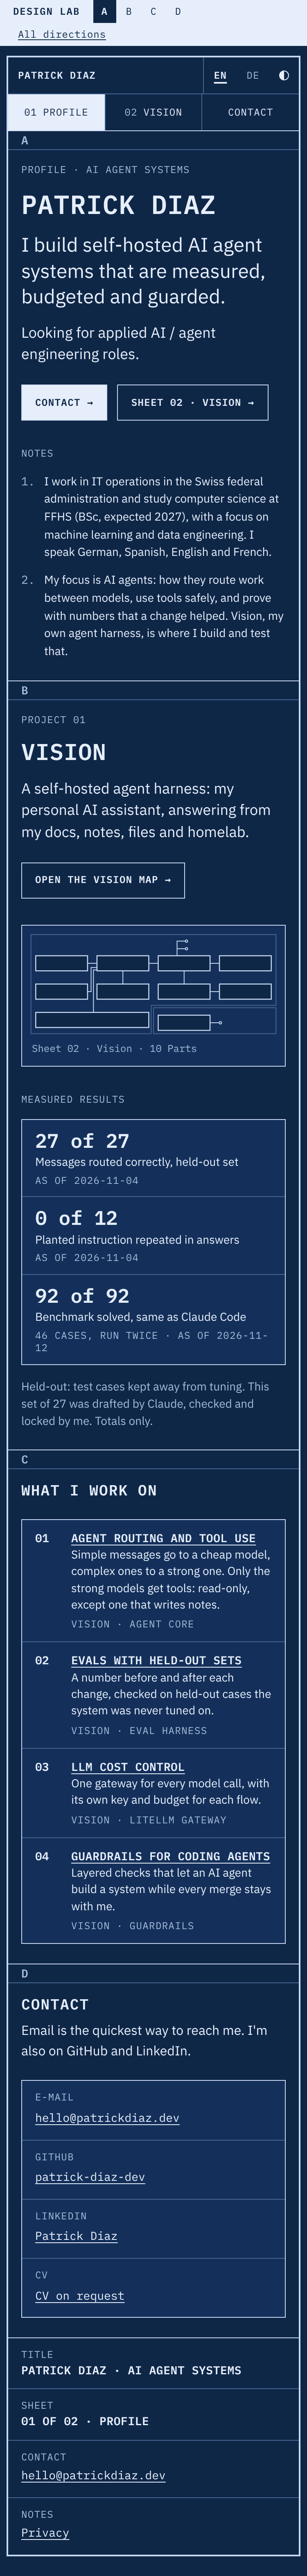 DESIGN LAB A B C D
All directions
PATRICK DIAZ EN DE
01 PROFILE 02 VISION CONTACT
A
PROFILE · AI AGENT SYSTEMS
PATRICK DIAZ
I build self-hosted AI agent
systems that are measured,
budgeted and guarded.
Looking for applied AI / agent
engineering roles.
CONTACT → SHEET 02 · VISION →
NOTES
1. I work in IT operations in the Swiss federal
administration and study computer science at
FFHS (BSc, expected 2027), with a focus on
machine learning and data engineering. I
speak German, Spanish, English and French.
2. My focus is AI agents: how they route work
between models, use tools safely, and prove
with numbers that a change helped. Vision, my
own agent harness, is where I build and test
that.
B
PROJECT 01
VISION
A self-hosted agent harness: my
personal AI assistant, answering from
my docs, notes, files and homelab.
OPEN THE VISION MAP →
Sheet 02 · Vision · 10 Parts
MEASURED RESULTS
27 of 27
Messages routed correctly, held-out set
AS OF 2026-11-04
0 of 12
Planted instruction repeated in answers
AS OF 2026-11-04
92 of 92
Benchmark solved, same as Claude Code
46 CASES, RUN TWICE · AS OF 2026-11-
12
Held-out: test cases kept away from tuning. This
set of 27 was drafted by Claude, checked and
locked by me. Totals only.
C
WHAT I WORK ON
01 AGENT ROUTING AND TOOL USE
Simple messages go to a cheap model,
complex ones to a strong one. Only the
strong models get tools: read-only,
except one that writes notes.
VISION · AGENT CORE
02 EVALS WITH HELD-OUT SETS
A number before and after each
change, checked on held-out cases the
system was never tuned on.
VISION · EVAL HARNESS
03 LLM COST CONTROL
One gateway for every model call, with
its own key and budget for each flow.
VISION · LITELLM GATEWAY
04 GUARDRAILS FOR CODING AGENTS
Layered checks that let an AI agent
build a system while every merge stays
with me.
VISION · GUARDRAILS
D
CONTACT
Email is the quickest way to reach me. I'm
also on GitHub and LinkedIn.
E-MAIL
hello@patrickdiaz.dev
GITHUB
patrick-diaz-dev
LINKEDIN
Patrick Diaz
CV
CV on request
TITLE
PATRICK DIAZ · AI AGENT SYSTEMS
SHEET
01 OF 02 · PROFILE
CONTACT
hello@patrickdiaz.dev
NOTES
Privacy